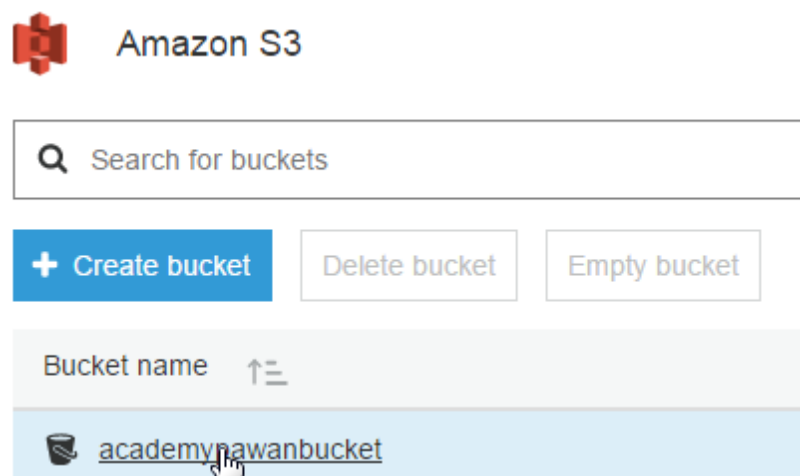 Amazon S3
Search for buckets
Create bucket Delete bucket Empty bucket
Bucket name
academypawanbucket